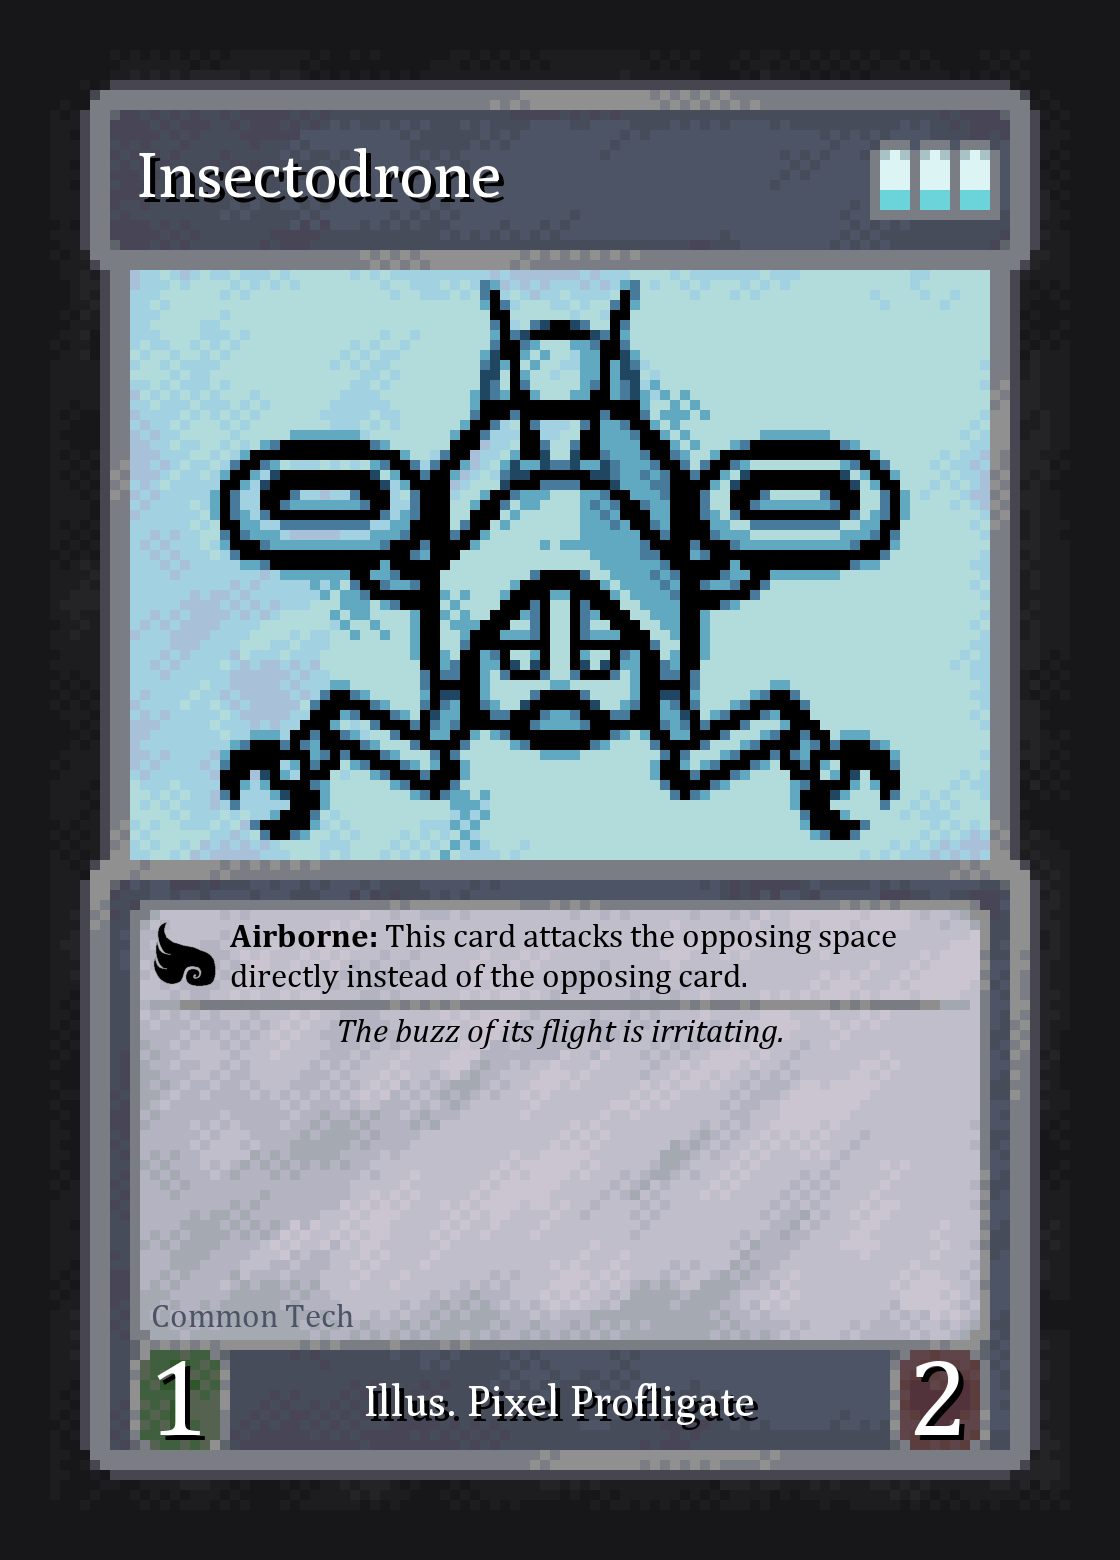 Insectodrone
Airborne: This card attacks the opposing space
directly instead of the opposing card.
The buzz of its flight is irritating.
Common Tech
1
Illus. Pixel Profligate
2